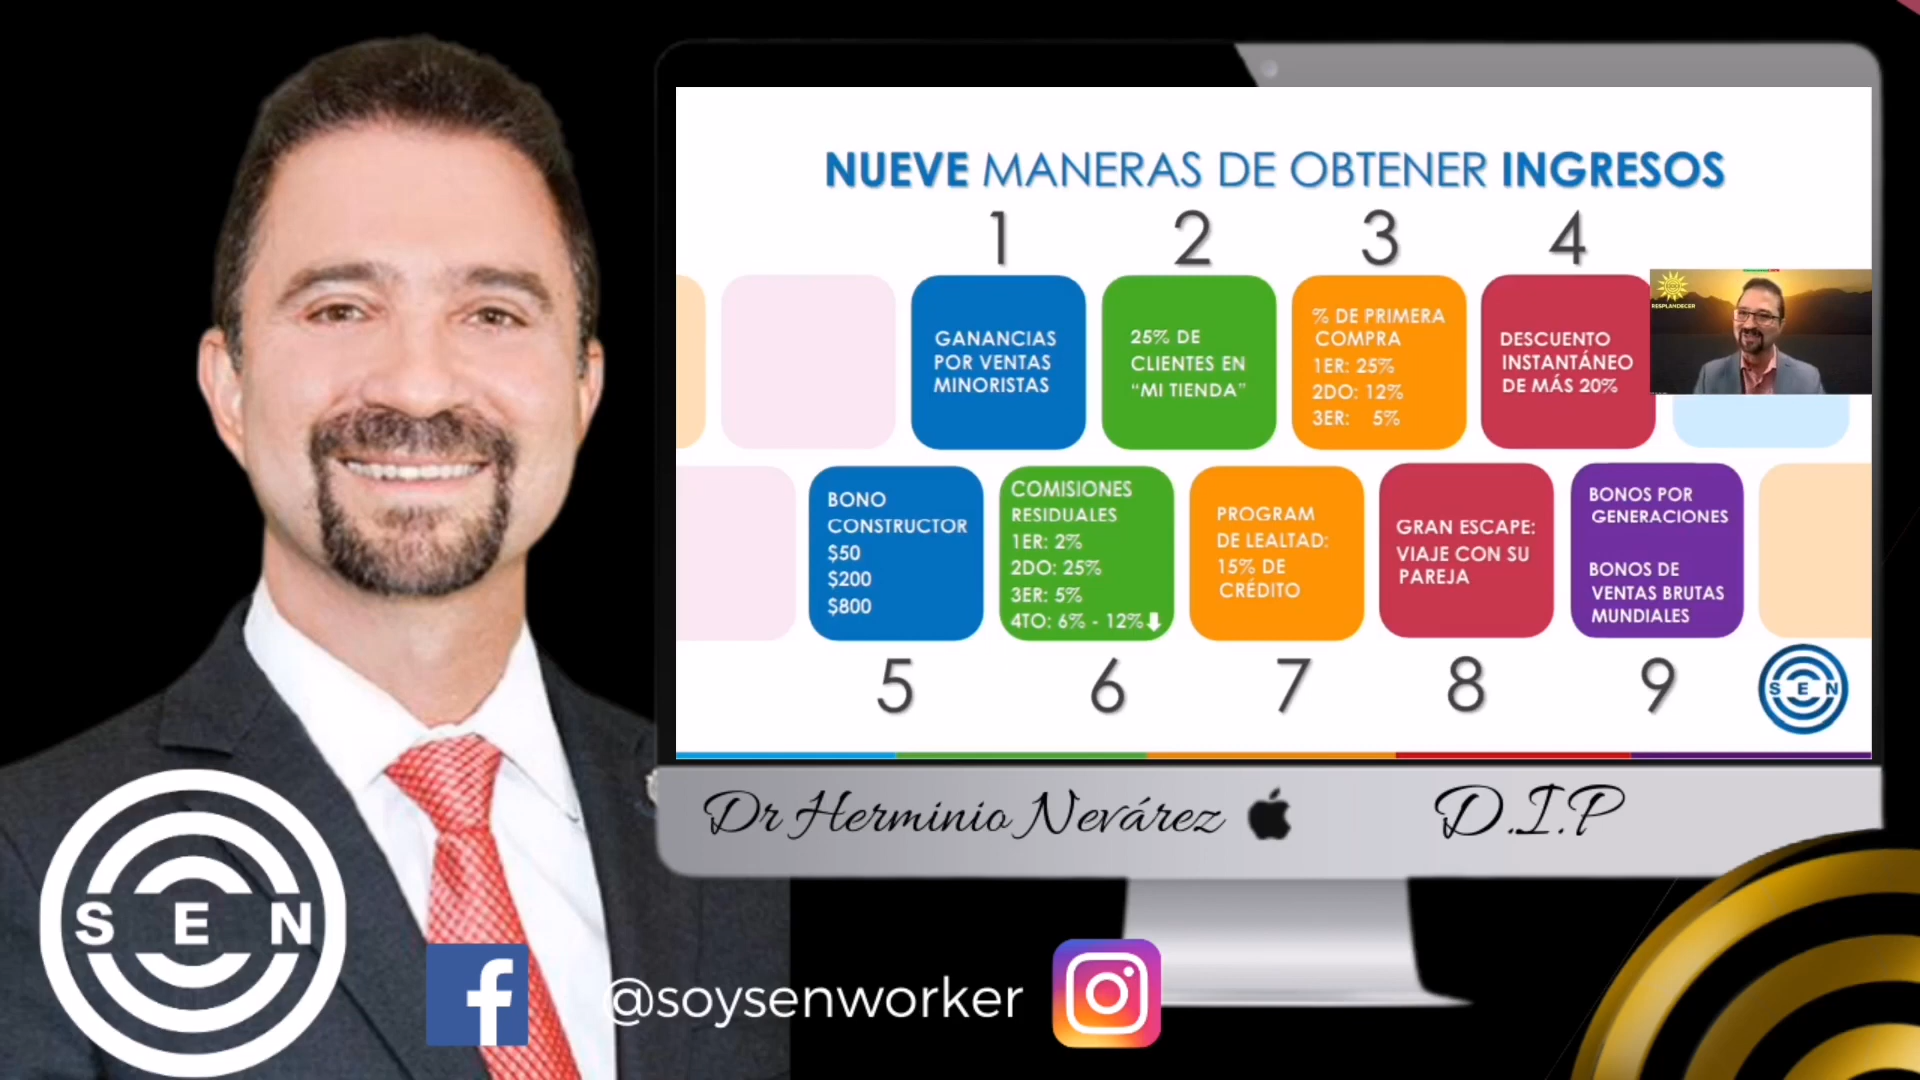 NUEVE MANERAS DE OBTENER INGRESOS
1
2
3
4
GANANCIAS
POR VENTAS
MINORISTAS
25% DE
CLIENTES EN
“MI TIENDA”
% DE PRIMERA
COMPRA
1ER: 25%
2DO: 12%
3ER: 5%
DESCUENTO
INSTANTÁNEO
DE MÁS 20%
RESPLANDECER
BONO
CONSTRUCTOR
$50
$200
$800
COMISIONES
RESIDUALES
1ER: 2%
2DO: 25%
3ER: 5%
4TO: 6% - 12%
PROGRAM
DE LEALTAD:
15% DE
CRÉDITO
GRAN ESCAPE:
VIAJE CON SU
PAREJA
BONOS POR
GENERACIONES
BONOS DE
VENTAS BRUTAS
MUNDIALES
5
6
7
8
9
SEN
Dr Herminio Nevárez
D.I.P
SEN
@soysenworker